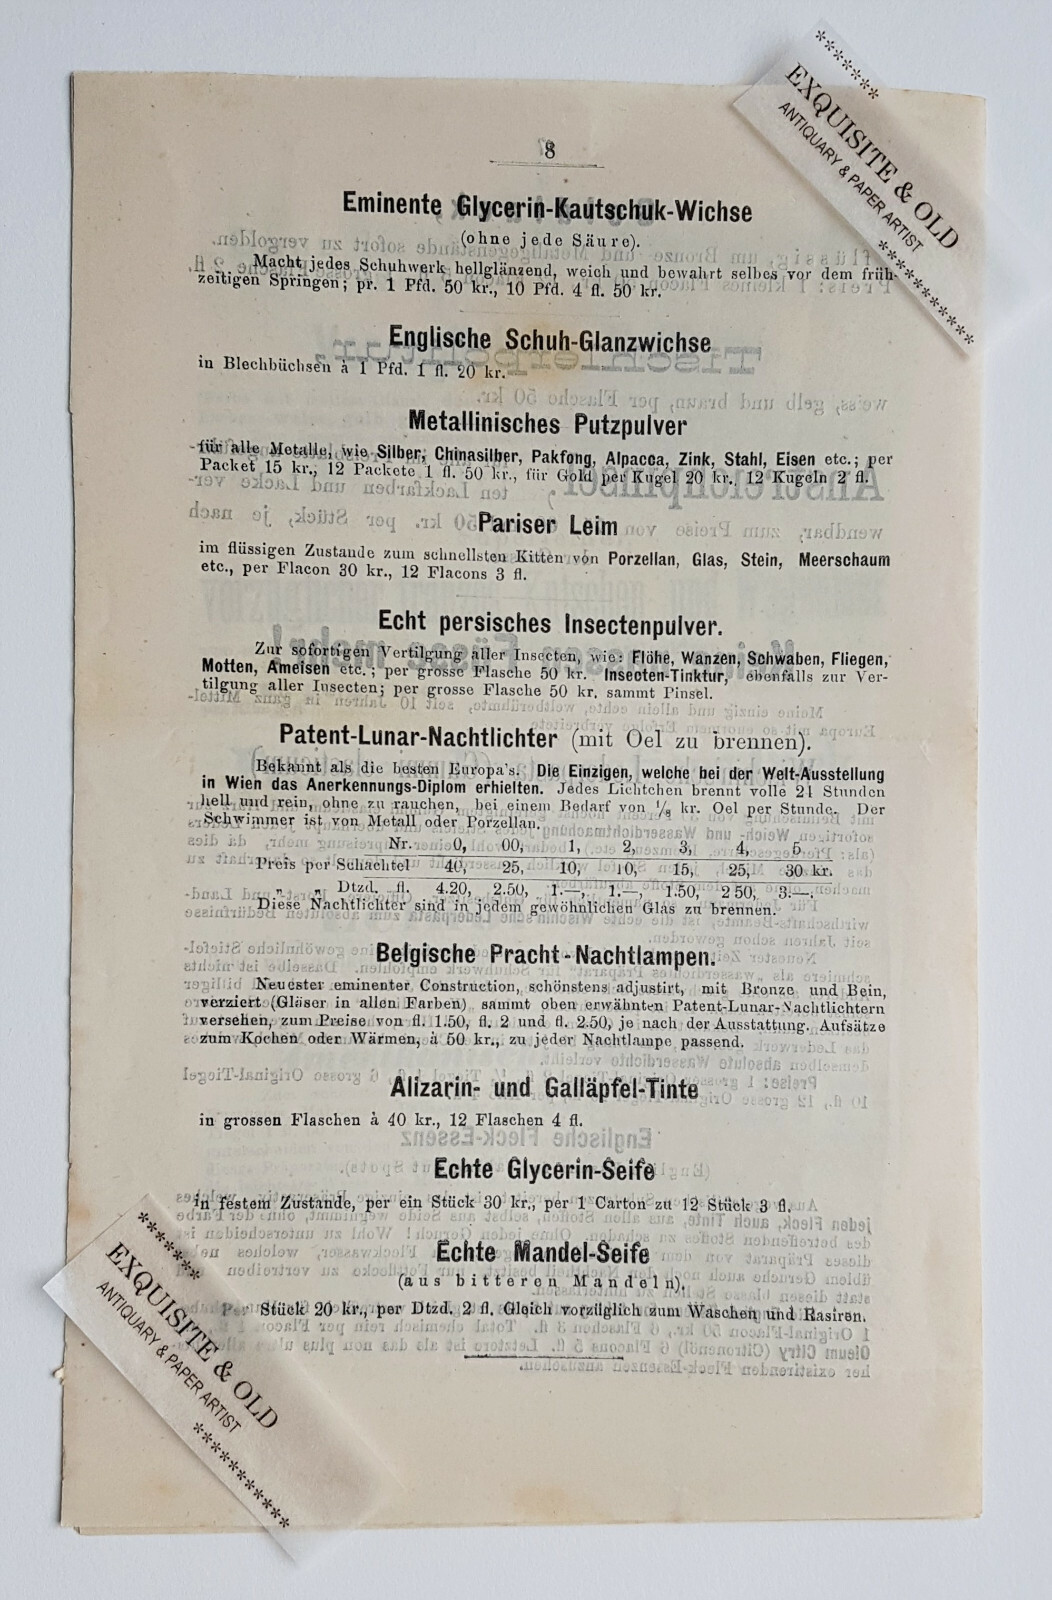 *******
EXQUISITE & OLD
ANTIQUARY & PAPER ARTIST
***********
8
Eminente Glycerin-Kautschuk-Wichse
(ohne jede Säure).
Macht jedes Schuhwerk hellglänzend, weich und bewahrt selbes vor dem früh-
zeitigen Springen; pr. 1 Pfd. 50 kr., 10 Pfd. 4 fl. 50 kr.
Englische Schuh-Glanzwichse
in Blechbüchsen à 1 Pfd. 1 fl. 20 kr.
Metallinisches Putzpulver
für alle Metalle, wie Silber, Chinasilber, Pakfong, Alpacca, Zink, Stahl, Eisen etc.; per
Packet 15 kr., 12 Packete 1 fl. 50 kr., für Gold per Kugel 20 kr., 12 Kugeln 2 fl.
Pariser Leim
im flüssigen Zustande zum schnellsten Kitten von Porzellan, Glas, Stein, Meerschaum
etc., per Flacon 30 kr., 12 Flacons 3 fl.
Echt persisches Insectenpulver.
Zur sofortigen Vertilgung aller Insecten, wie: Flöhe, Wanzen, Schwaben, Fliegen,
Motten, Ameisen etc.; per grosse Flasche 50 kr. Insecten-Tinktur, ebenfalls zur Ver-
tilgung aller Insecten; per grosse Flasche 50 kr. sammt Pinsel.
Patent-Lunar-Nachtlichter (mit Oel zu brennen).
Bekannt als die besten Europa's. Die Einzigen, welche bei der Welt-Ausstellung
in Wien das Anerkennungs-Diplom erhielten. Jedes Lichtchen brennt volle 24 Stunden
hell und rein, ohne zu rauchen, bei einem Bedarf von 1/8 kr. Oel per Stunde. Der
Schwimmer ist von Metall oder Porzellan.
Nr. 0, 00, 1, 2, 3, 4, 5
Preis per Schachtel 40, 25, 10, 10, 15, 25, 30 kr.
„ „ Dtzd. fl. 4.20, 2.50, 1.—, 1.—, 1.50, 2 50, 3.—.
Diese Nachtlichter sind in jedem gewöhnlichen Glas zu brennen.
Belgische Pracht-Nachtlampen.
Neuester eminenter Construction, schönstens adjustirt, mit Bronze und Bein,
verziert (Gläser in allen Farben) sammt oben erwähnten Patent-Lunar-Nachtlichtern
versehen, zum Preise von fl. 1.50, fl. 2 und fl. 2.50, je nach der Ausstattung. Aufsätze
zum Kochen oder Wärmen, à 50 kr., zu jeder Nachtlampe passend.
Alizarin- und Galläpfel-Tinte
in grossen Flaschen à 40 kr., 12 Flaschen 4 fl.
Echte Glycerin-Seife
in festem Zustande, per ein Stück 30 kr., per 1 Carton zu 12 Stück 3 fl.
Echte Mandel-Seife
(aus bitteren Mandeln).
Per Stück 20 kr., per Dtzd. 2 fl. Gleich vorzüglich zum Waschen und Rasiren.
*******
EXQUISITE & OLD
ANTIQUARY & PAPER ARTIST
***********